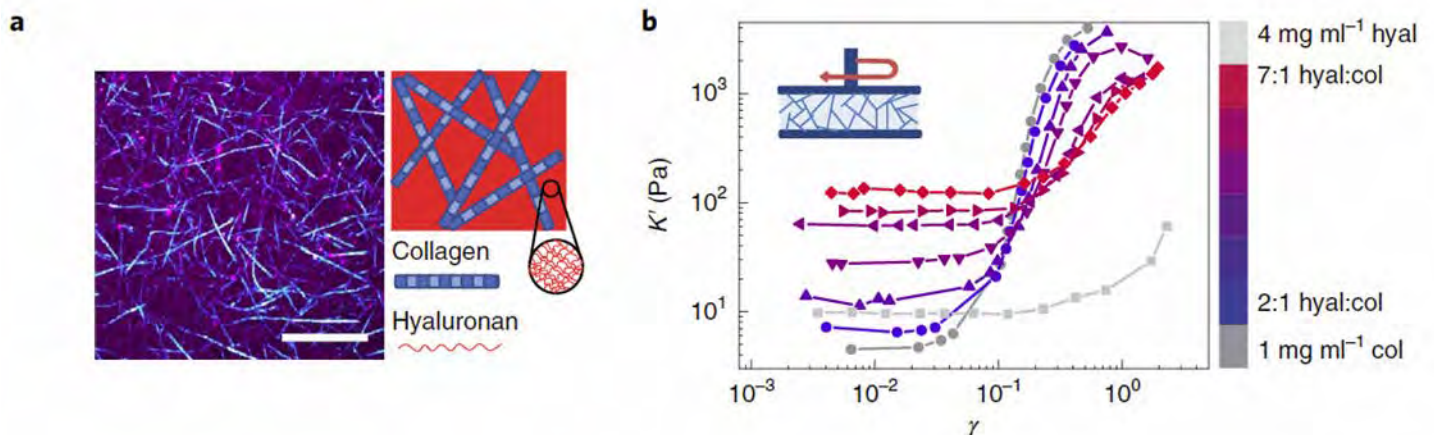 a
Collagen
Hyaluronan
b
K′ (Pa)
10³
10²
10¹
10⁻³
10⁻²
10⁻¹
10⁰
γ
4 mg ml⁻¹ hyal
7:1 hyal:col
2:1 hyal:col
1 mg ml⁻¹ col